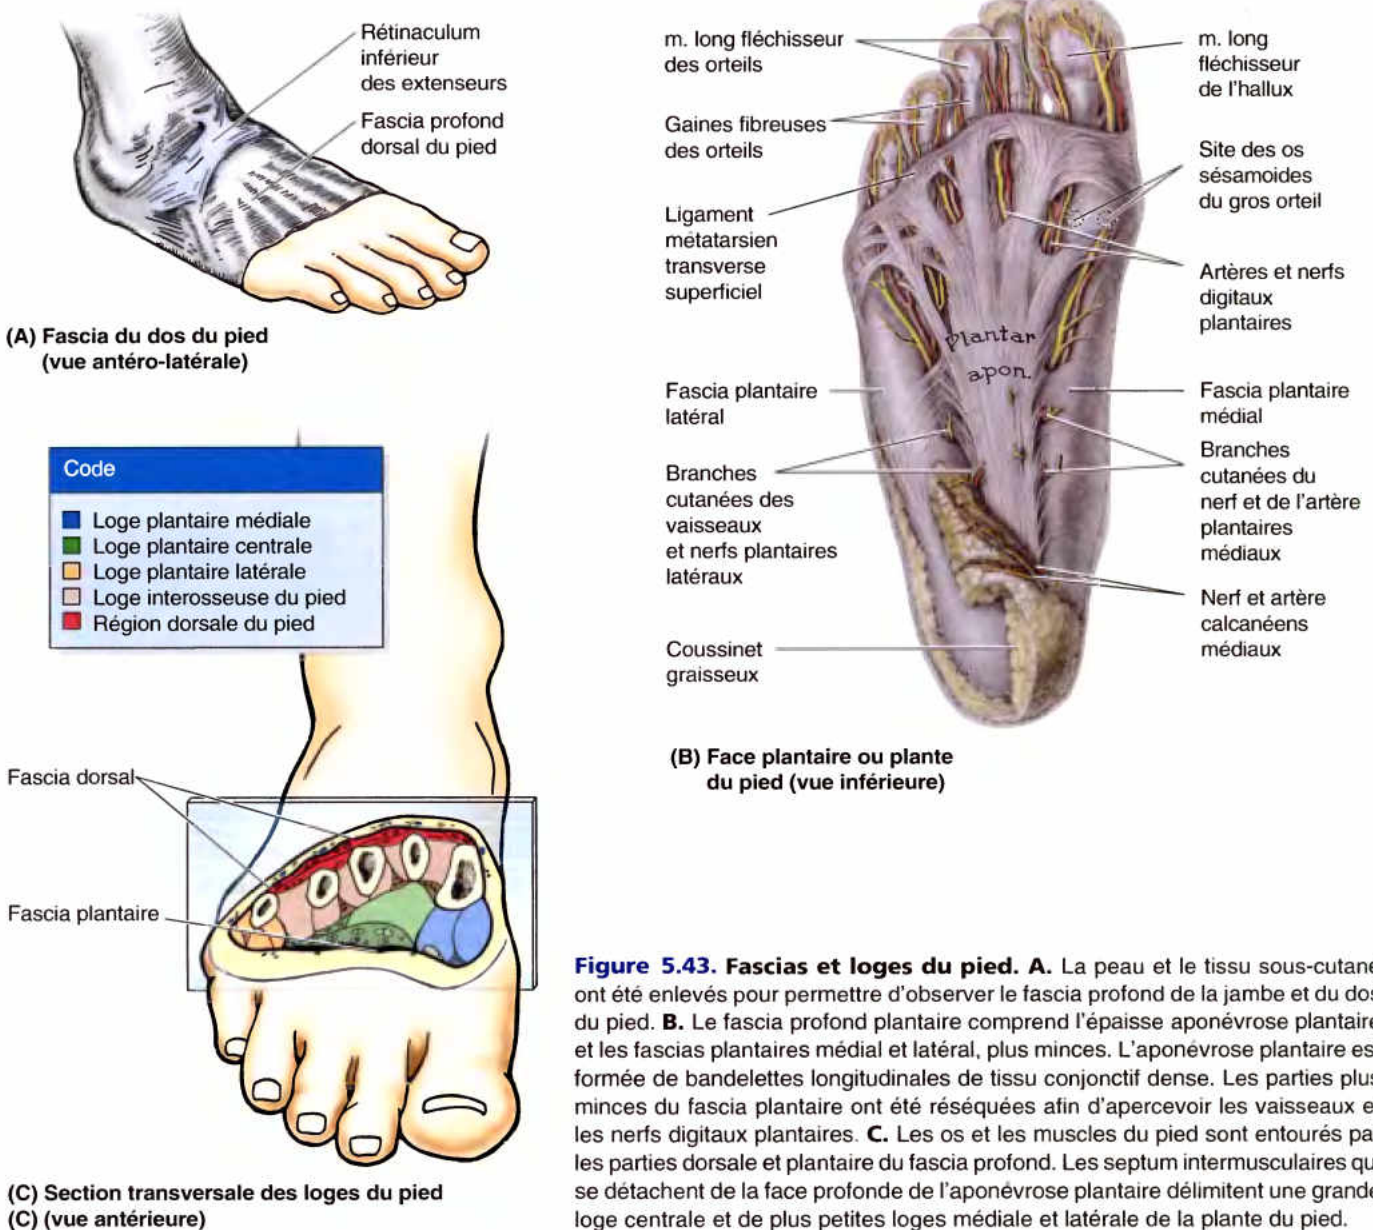 Rétinaculum
inférieur
des extenseurs
Fascia profond
dorsal du pied
(A) Fascia du dos du pied
(vue antéro-latérale)
m. long fléchisseur
des orteils
Gaines fibreuses
des orteils
Ligament
métatarsien
transverse
superficiel
Fascia plantaire
latéral
Branches
cutanées des
vaisseaux
et nerfs plantaires
latéraux
Coussinet
graisseux
Plantar
apon.
m. long
fléchisseur
de l'hallux
Site des os
sésamoides
du gros orteil
Artères et nerfs
digitaux
plantaires
Fascia plantaire
médial
Branches
cutanées du
nerf et de l'artère
plantaires
médiaux
Nerf et artère
calcanéens
médiaux
(B) Face plantaire ou plante
du pied (vue inférieure)
Code
Loge plantaire médiale
Loge plantaire centrale
Loge plantaire latérale
Loge interosseuse du pied
Région dorsale du pied
Fascia dorsal
Fascia plantaire
(C) Section transversale des loges du pied
(C) (vue antérieure)
Figure 5.43. Fascias et loges du pied. A. La peau et le tissu sous-cutané
ont été enlevés pour permettre d'observer le fascia profond de la jambe et du dos
du pied. B. Le fascia profond plantaire comprend l'épaisse aponévrose plantaire
et les fascias plantaires médial et latéral, plus minces. L'aponévrose plantaire es
formée de bandelettes longitudinales de tissu conjonctif dense. Les parties plus
minces du fascia plantaire ont été réséquées afin d'apercevoir les vaisseaux e
les nerfs digitaux plantaires. C. Les os et les muscles du pied sont entourés pa
les parties dorsale et plantaire du fascia profond. Les septum intermusculaires qu
se détachent de la face profonde de l'aponévrose plantaire délimitent une grande
loge centrale et de plus petites loges médiale et latérale de la plante du pied.